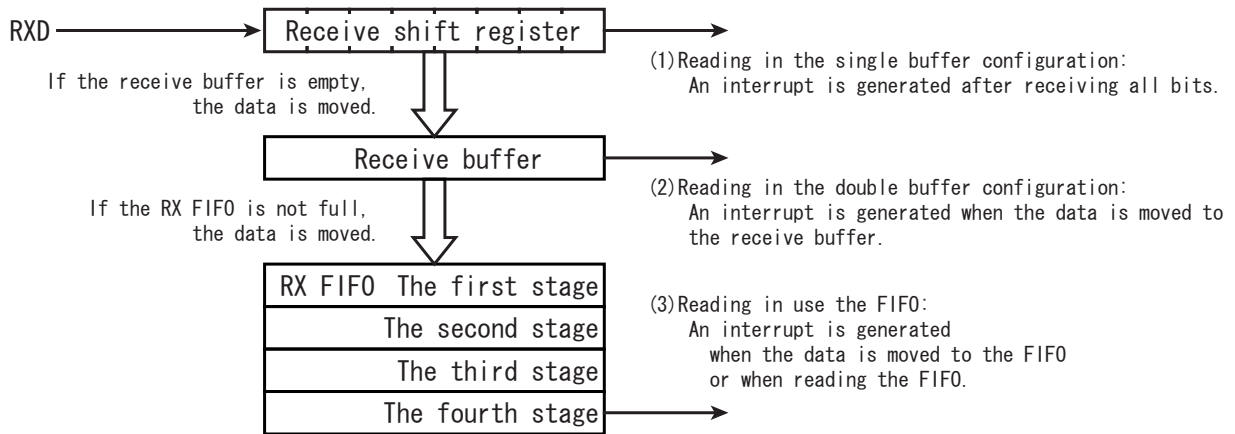 RXD
Receive shift register
(1)Reading in the single buffer configuration:
An interrupt is generated after receiving all bits.
If the receive buffer is empty,
the data is moved.
Receive buffer
(2)Reading in the double buffer configuration:
An interrupt is generated when the data is moved to
the receive buffer.
If the RX FIFO is not full,
the data is moved.
RX FIFO The first stage
The second stage
The third stage
The fourth stage
(3)Reading in use the FIFO:
An interrupt is generated
when the data is moved to the FIFO
or when reading the FIFO.